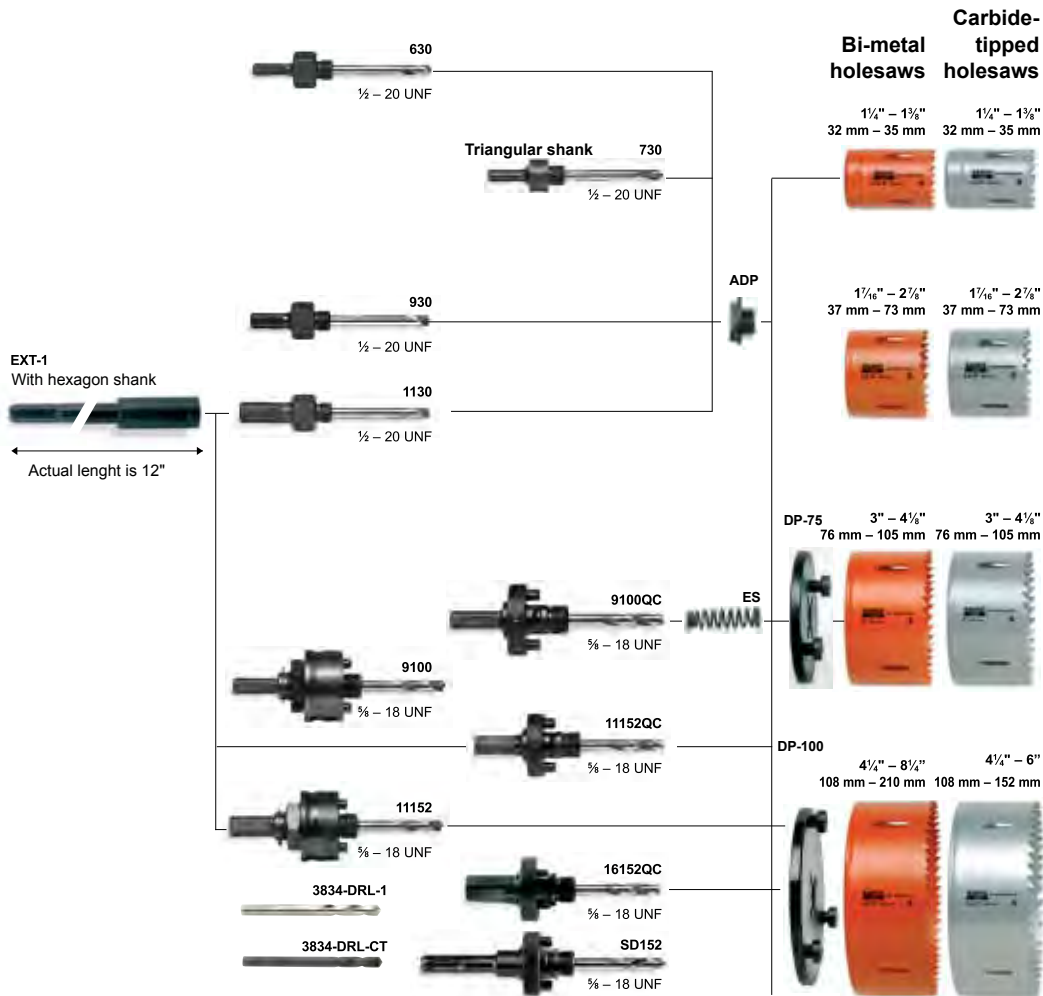 Bi-metal
holesaws
Carbide-
tipped
holesaws
630
½ – 20 UNF
Triangular shank 730
½ – 20 UNF
1¼" – 1⅜"
32 mm – 35 mm
1¼" – 1⅜"
32 mm – 35 mm
ADP
930
½ – 20 UNF
1⁷⁄₁₆" – 2⅞"
37 mm – 73 mm
1⁷⁄₁₆" – 2⅞"
37 mm – 73 mm
EXT-1
With hexagon shank
Actual lenght is 12"
1130
½ – 20 UNF
DP-75
3" – 4⅛"
76 mm – 105 mm
3" – 4⅛"
76 mm – 105 mm
9100QC
⅝ – 18 UNF
ES
9100
⅝ – 18 UNF
11152QC
⅝ – 18 UNF
DP-100
4¼" – 8¼”
108 mm – 210 mm
4¼" – 6”
108 mm – 152 mm
11152
⅝ – 18 UNF
16152QC
⅝ – 18 UNF
3834-DRL-1
3834-DRL-CT
SD152
⅝ – 18 UNF